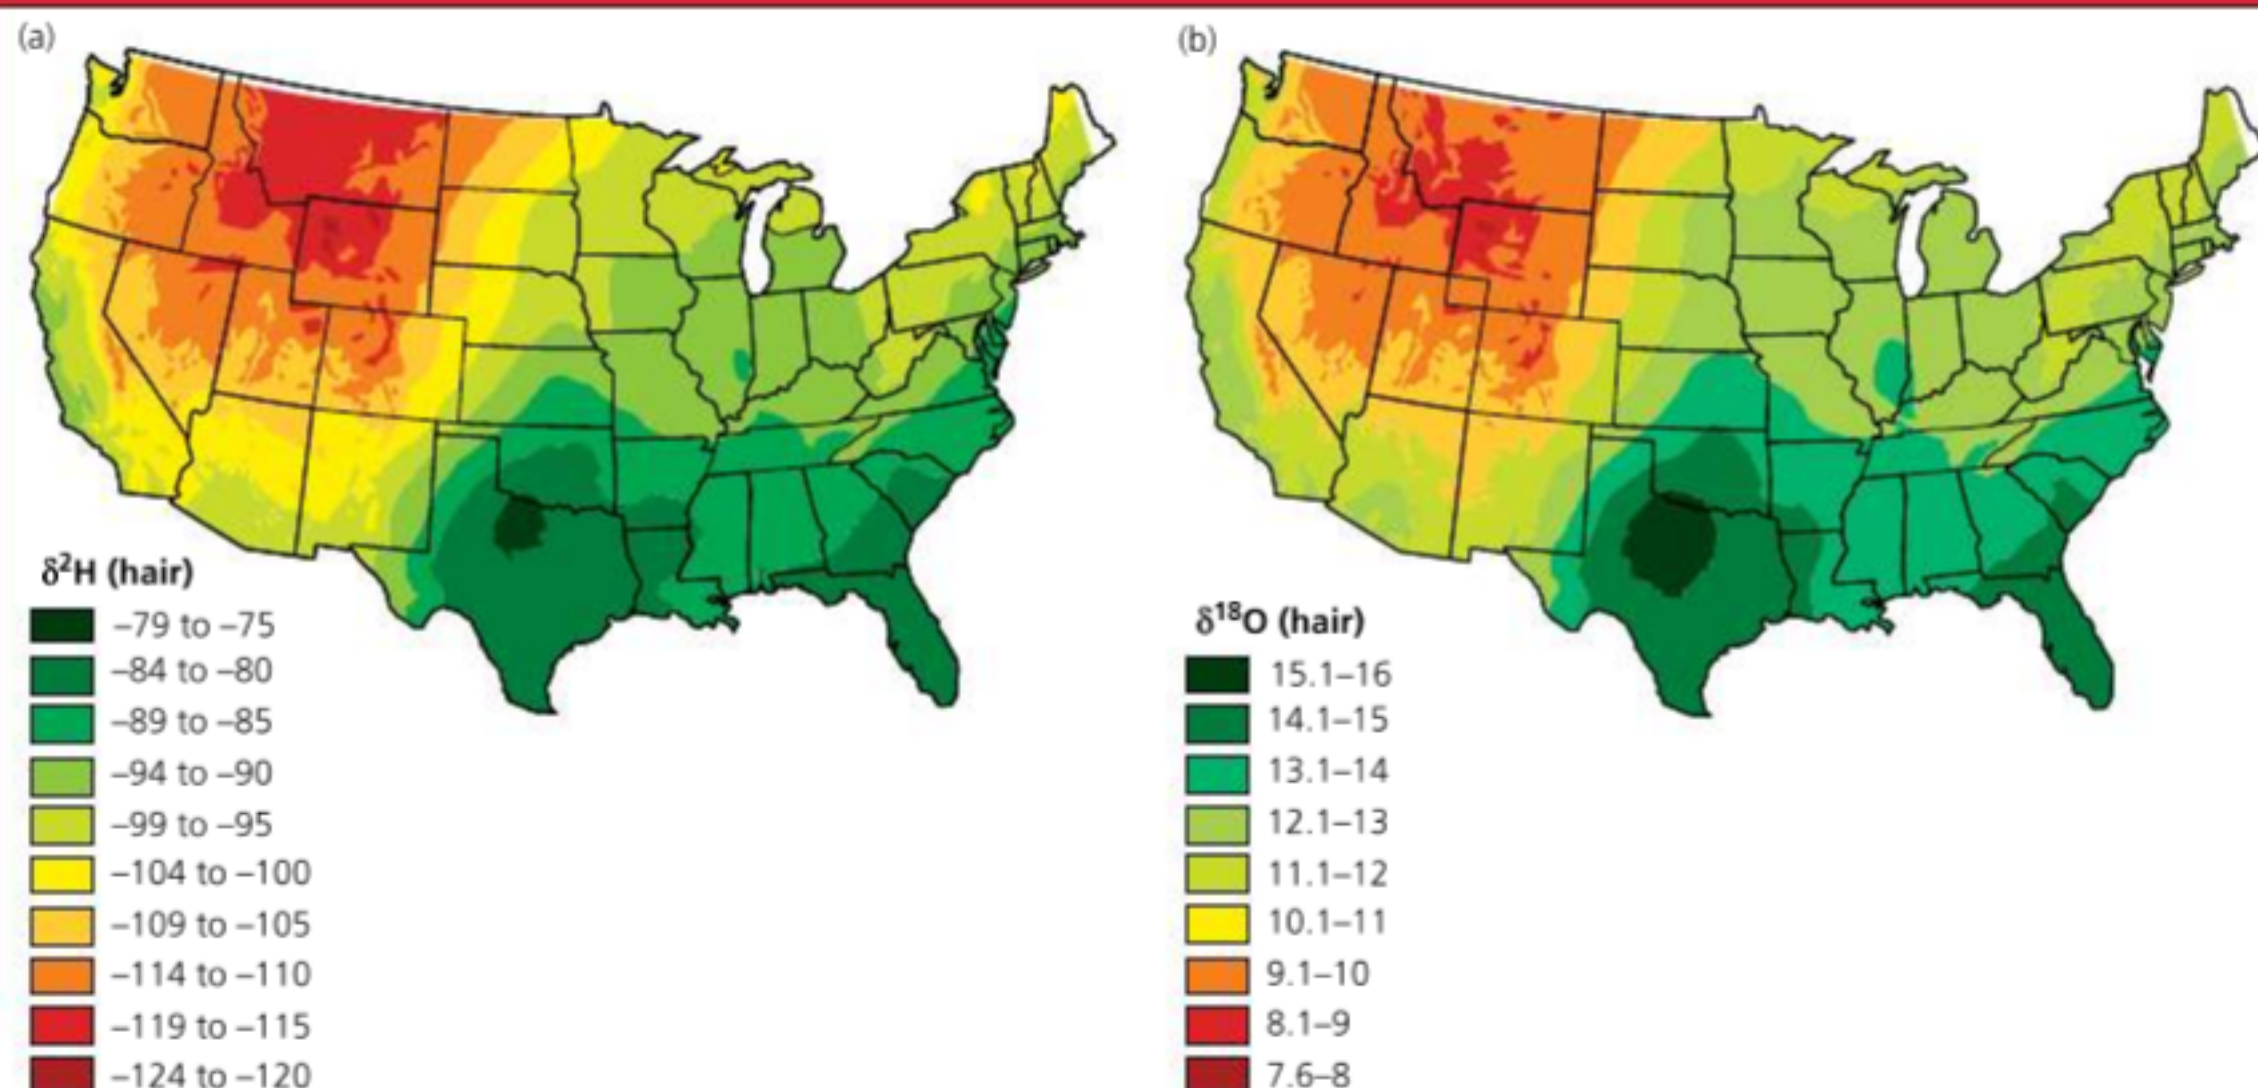 (a)
δ²H (hair)
–79 to –75
–84 to –80
–89 to –85
–94 to –90
–99 to –95
–104 to –100
–109 to –105
–114 to –110
–119 to –115
–124 to –120
(b)
δ¹⁸O (hair)
15.1–16
14.1–15
13.1–14
12.1–13
11.1–12
10.1–11
9.1–10
8.1–9
7.6–8